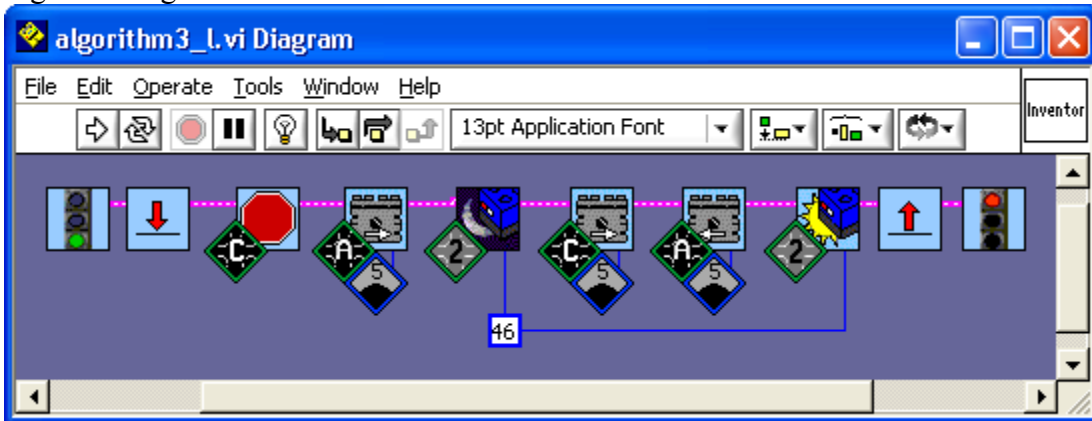 algorithm3_l.vi Diagram
File Edit Operate Tools Window Help
13pt Application Font
Inventor
C A 2 C A 2
5 5 5
46